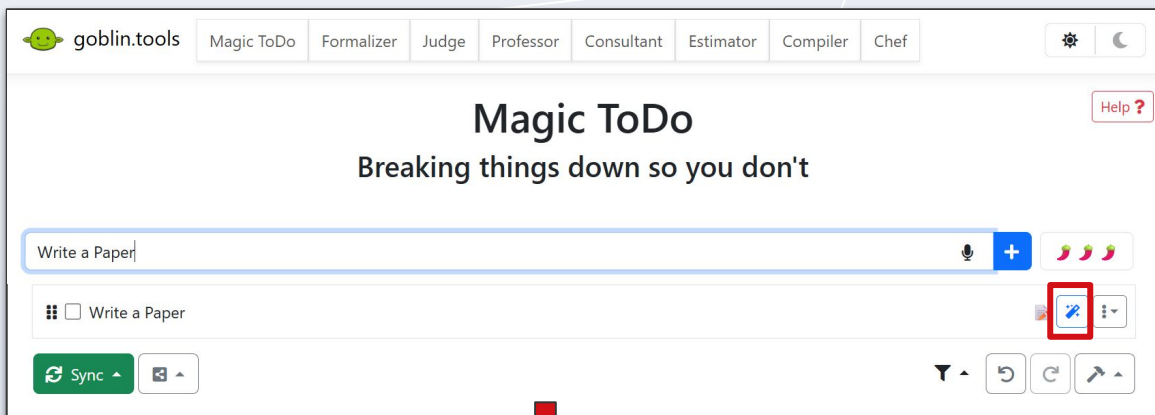 goblin.tools Magic ToDo Formalizer Judge Professor Consultant Estimator Compiler Chef
Help ?
Magic ToDo
Breaking things down so you don't
Write a Paper
Write a Paper
Sync